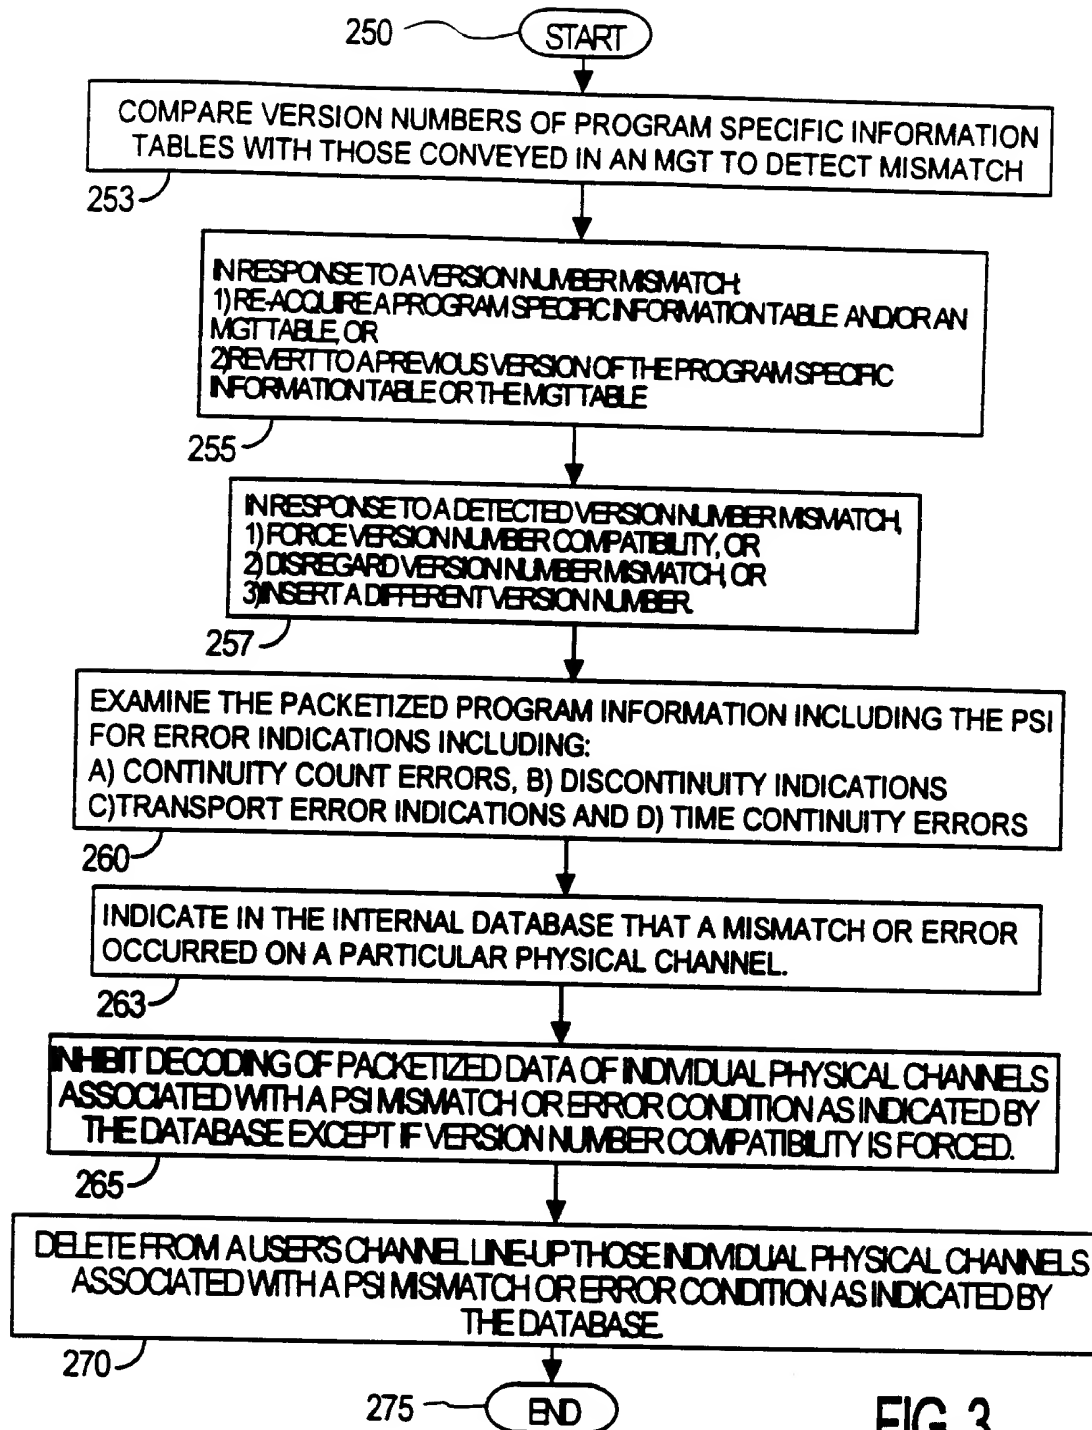 250
START
COMPARE VERSION NUMBERS OF PROGRAM SPECIFIC INFORMATION
TABLES WITH THOSE CONVEYED IN AN MGT TO DETECT MISMATCH
253
IN RESPONSE TO A VERSION NUMBER MISMATCH:
1) RE-ACQUIRE A PROGRAM SPECIFIC INFORMATION TABLE AND/OR AN
MGT TABLE, OR
2)REVERT TO A PREVIOUS VERSION OF THE PROGRAM SPECIFIC
INFORMATION TABLE OR THE MGT TABLE
255
IN RESPONSE TO A DETECTED VERSION NUMBER MISMATCH,
1) FORCE VERSION NUMBER COMPATIBILITY, OR
2) DISREGARD VERSION NUMBER MISMATCH, OR
3)INSERT A DIFFERENT VERSION NUMBER.
257
EXAMINE THE PACKETIZED PROGRAM INFORMATION INCLUDING THE PSI
FOR ERROR INDICATIONS INCLUDING:
A) CONTINUITY COUNT ERRORS, B) DISCONTINUITY INDICATIONS
C)TRANSPORT ERROR INDICATIONS AND D) TIME CONTINUITY ERRORS
260
INDICATE IN THE INTERNAL DATABASE THAT A MISMATCH OR ERROR
OCCURRED ON A PARTICULAR PHYSICAL CHANNEL.
263
INHIBIT DECODING OF PACKETIZED DATA OF INDIVIDUAL PHYSICAL CHANNELS
ASSOCIATED WITH A PSI MISMATCH OR ERROR CONDITION AS INDICATED BY
THE DATABASE EXCEPT IF VERSION NUMBER COMPATIBILITY IS FORCED.
265
DELETE FROM A USER'S CHANNEL LINE-UP THOSE INDIVIDUAL PHYSICAL CHANNELS
ASSOCIATED WITH A PSI MISMATCH OR ERROR CONDITION AS INDICATED BY
THE DATABASE.
270
275
END
FIG. 3